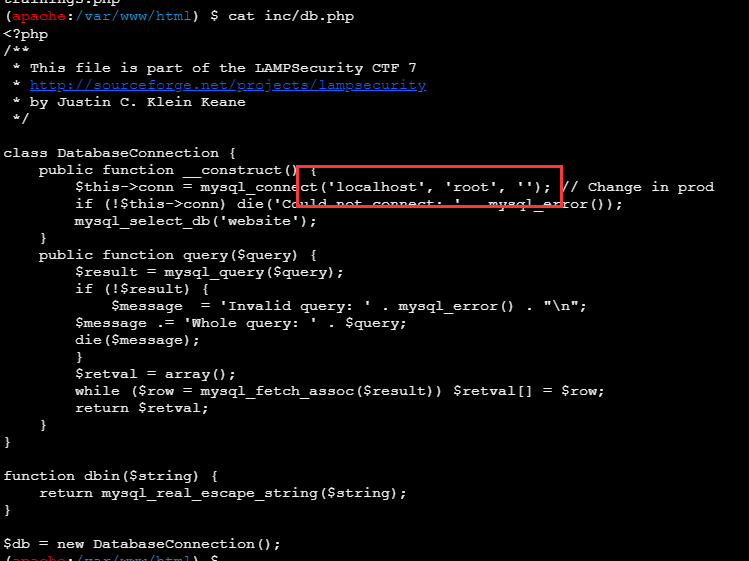 trainings.php
(apache:/var/www/html) $ cat inc/db.php
<?php
/**
 * This file is part of the LAMPSecurity CTF 7
 * http://sourceforge.net/projects/lampsecurity
 * by Justin C. Klein Keane
 */

class DatabaseConnection {
    public function __construct() {
        $this->conn = mysql_connect('localhost', 'root', ''); // Change in prod
        if (!$this->conn) die('Could not connect: ' . mysql_error());
        mysql_select_db('website');
    }
    public function query($query) {
        $result = mysql_query($query);
        if (!$result) {
            $message  = 'Invalid query: ' . mysql_error() . "\n";
        $message .= 'Whole query: ' . $query;
        die($message);
        }
        $retval = array();
        while ($row = mysql_fetch_assoc($result)) $retval[] = $row;
        return $retval;
    }
}

function dbin($string) {
    return mysql_real_escape_string($string);
}

$db = new DatabaseConnection();
(apache:/var/www/html) $